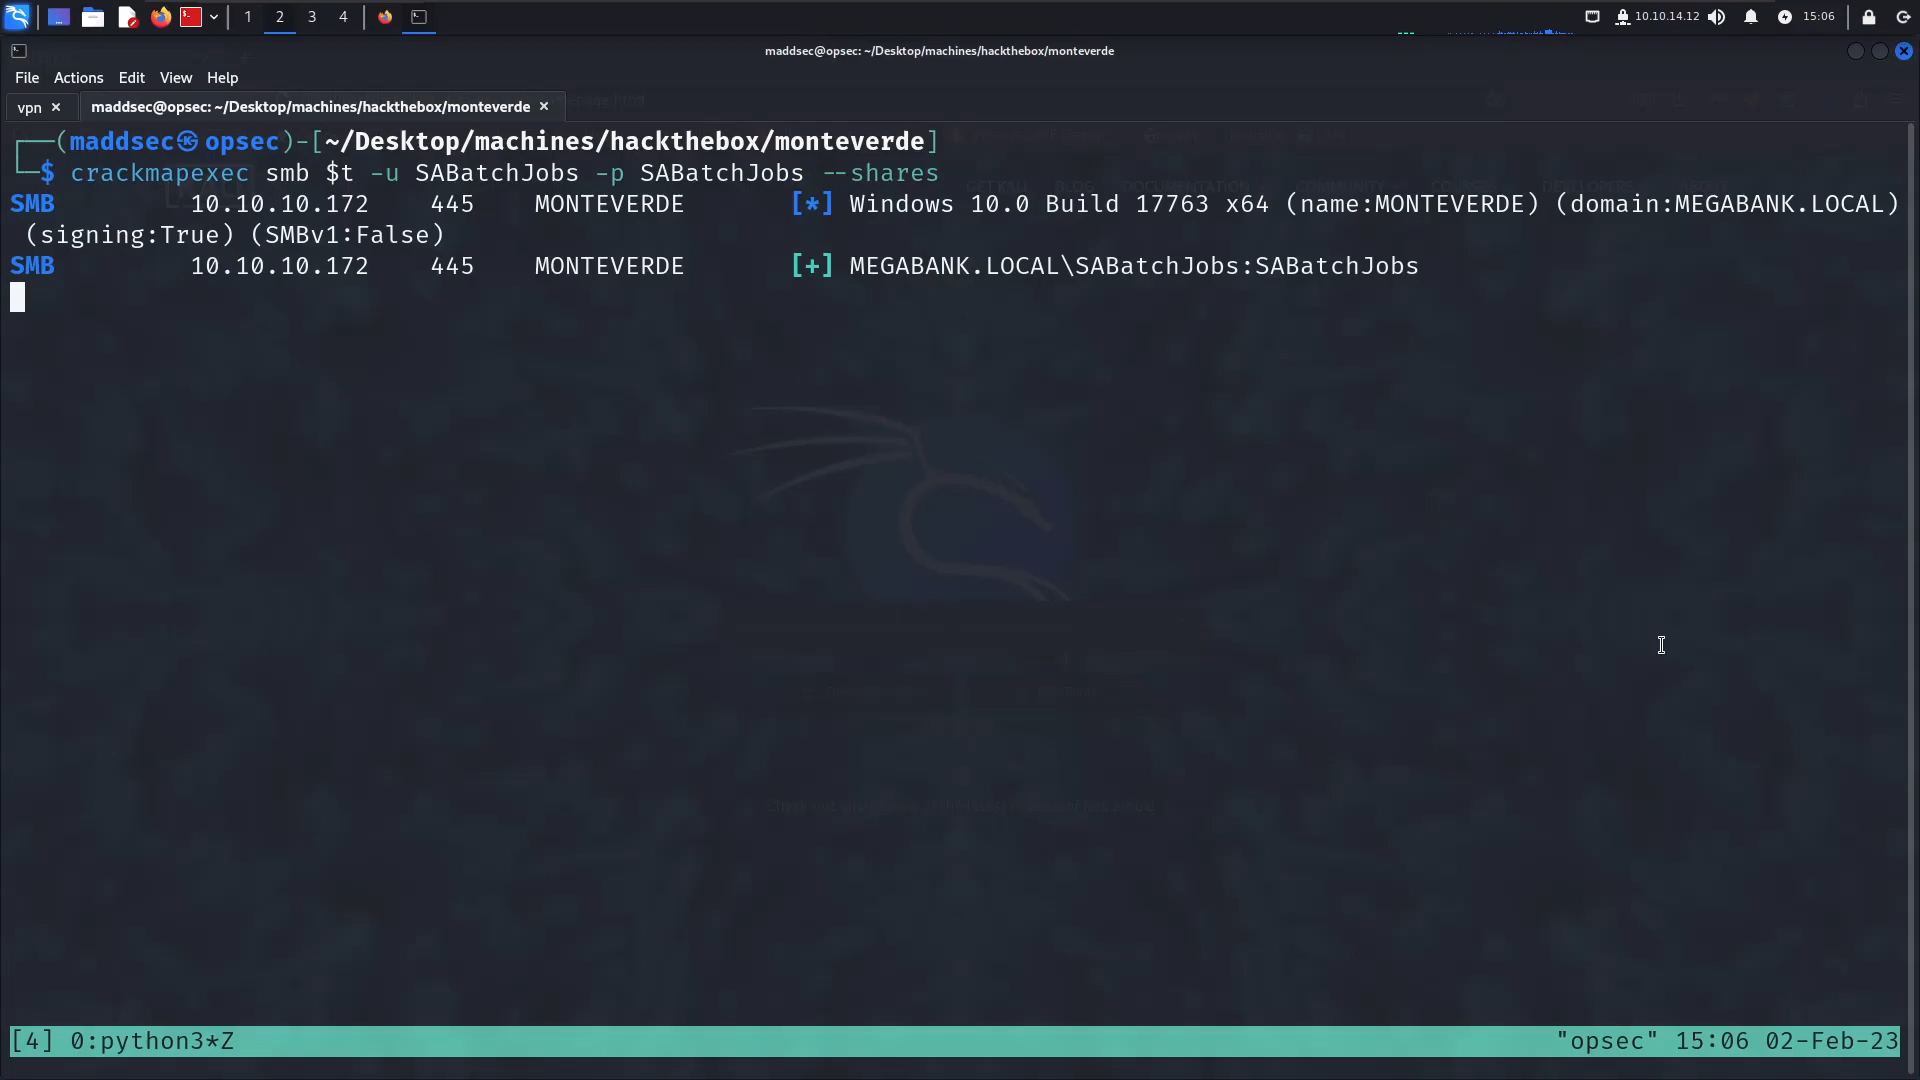 1 2 3 4 10.10.14.12 15:06
maddsec@opsec: ~/Desktop/machines/hackthebox/monteverde
File Actions Edit View Help
vpn × maddsec@opsec: ~/Desktop/machines/hackthebox/monteverde ×
┌──(maddsec㉿opsec)-[~/Desktop/machines/hackthebox/monteverde]
└─$ crackmapexec smb $t -u SABatchJobs -p SABatchJobs --shares
SMB 10.10.10.172 445 MONTEVERDE [*] Windows 10.0 Build 17763 x64 (name:MONTEVERDE) (domain:MEGABANK.LOCAL)
(signing:True) (SMBv1:False)
SMB 10.10.10.172 445 MONTEVERDE [+] MEGABANK.LOCAL\SABatchJobs:SABatchJobs
[4] 0:python3*Z "opsec" 15:06 02-Feb-23